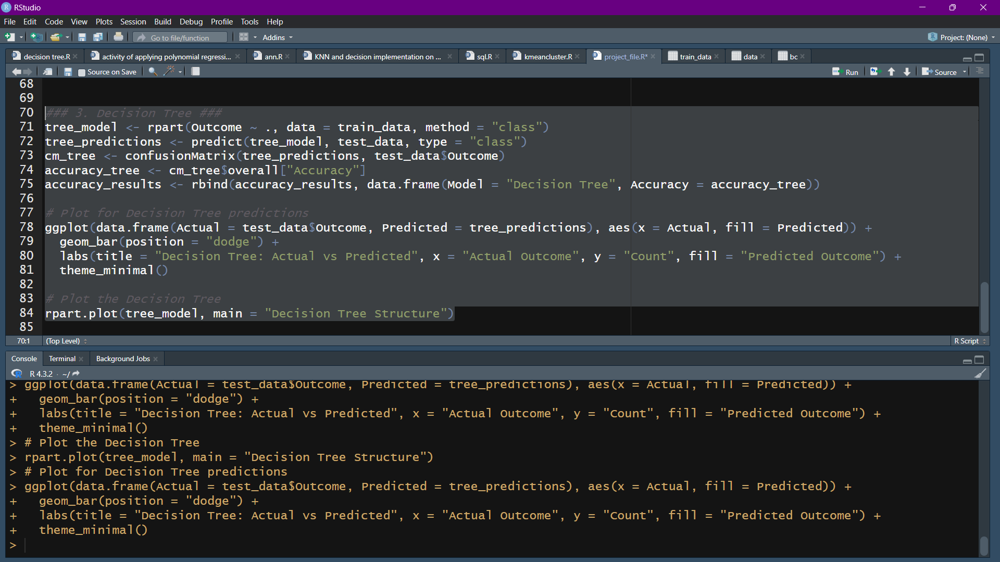 RStudio
File Edit Code View Plots Session Build Debug Profile Tools Help
Go to file/function Addins Project: (None)
decision tree.R activity of applying polynomial regressi... ann.R KNN and decision implementation on ... sql.R kmeancluster.R project_file.R* train_data data bc
Source on Save Run Source
68
69
70 ### 3. Decision Tree ###
71 tree_model <- rpart(Outcome ~ ., data = train_data, method = "class")
72 tree_predictions <- predict(tree_model, test_data, type = "class")
73 cm_tree <- confusionMatrix(tree_predictions, test_data$Outcome)
74 accuracy_tree <- cm_tree$overall["Accuracy"]
75 accuracy_results <- rbind(accuracy_results, data.frame(Model = "Decision Tree", Accuracy = accuracy_tree))
76
77 # Plot for Decision Tree predictions
78 ggplot(data.frame(Actual = test_data$Outcome, Predicted = tree_predictions), aes(x = Actual, fill = Predicted)) +
79   geom_bar(position = "dodge") +
80   labs(title = "Decision Tree: Actual vs Predicted", x = "Actual Outcome", y = "Count", fill = "Predicted Outcome") +
81   theme_minimal()
82
83 # Plot the Decision Tree
84 rpart.plot(tree_model, main = "Decision Tree Structure")
85
70:1 (Top Level) R Script
Console Terminal Background Jobs
R 4.3.2 · ~/
> ggplot(data.frame(Actual = test_data$Outcome, Predicted = tree_predictions), aes(x = Actual, fill = Predicted)) +
+   geom_bar(position = "dodge") +
+   labs(title = "Decision Tree: Actual vs Predicted", x = "Actual Outcome", y = "Count", fill = "Predicted Outcome") +
+   theme_minimal()
> # Plot the Decision Tree
> rpart.plot(tree_model, main = "Decision Tree Structure")
> # Plot for Decision Tree predictions
> ggplot(data.frame(Actual = test_data$Outcome, Predicted = tree_predictions), aes(x = Actual, fill = Predicted)) +
+   geom_bar(position = "dodge") +
+   labs(title = "Decision Tree: Actual vs Predicted", x = "Actual Outcome", y = "Count", fill = "Predicted Outcome") +
+   theme_minimal()
>